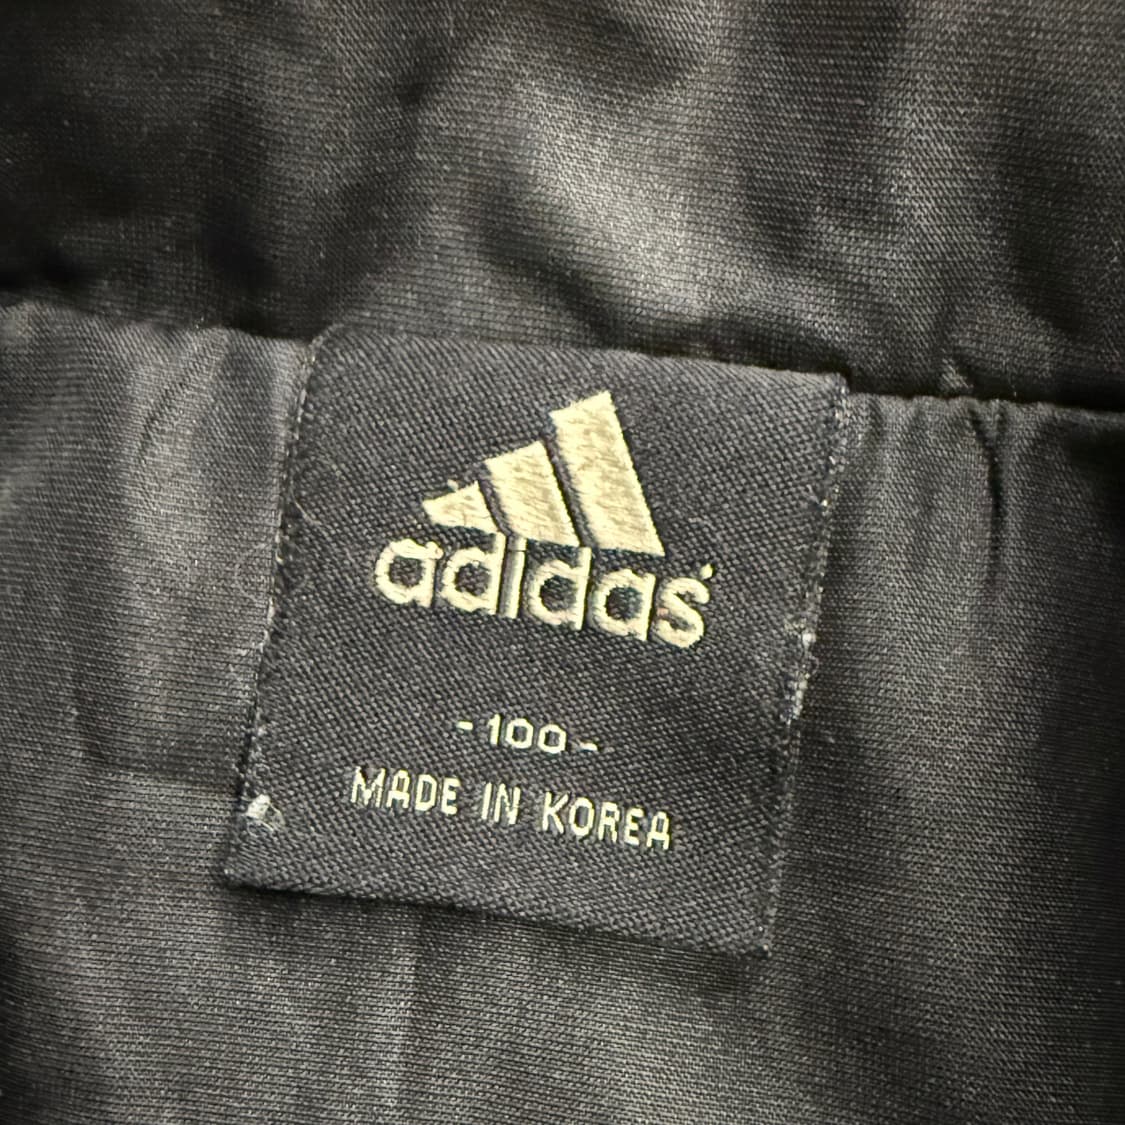 adidas
-100-
MADE IN KOREA